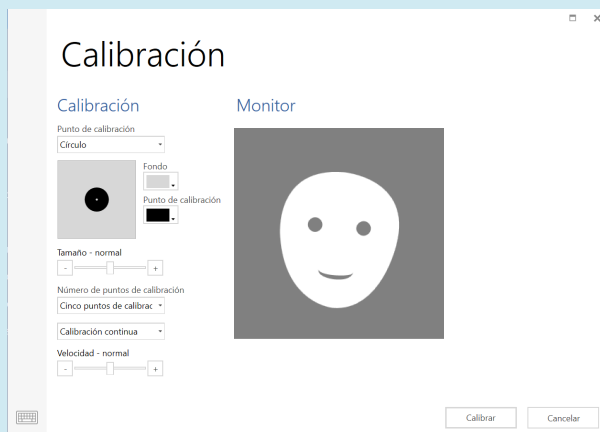 Calibración
Calibración
Monitor
Punto de calibración
Círculo
Fondo
Punto de calibración
Tamaño - normal
- +
Número de puntos de calibración
Cinco puntos de calibrac
Calibración continua
Velocidad - normal
- +
Calibrar
Cancelar